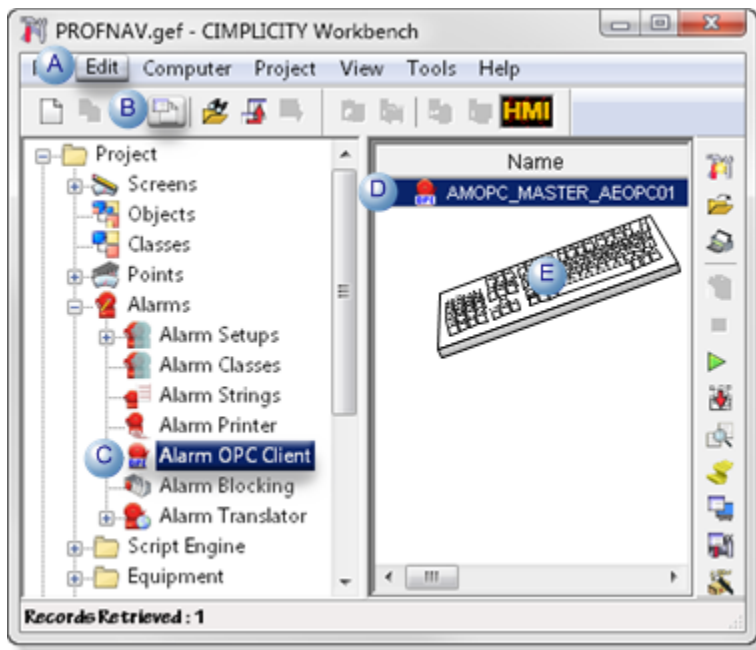 PROFNAV.gef - CIMPLICITY Workbench
A Edit Computer Project View Tools Help
B HMI
Project
Screens
Objects
Classes
Points
Alarms
Alarm Setups
Alarm Classes
Alarm Strings
Alarm Printer
C Alarm OPC Client
Alarm Blocking
Alarm Translator
Script Engine
Equipment
Name
D AMOPC_MASTER_AEOPC01
E
Records Retrieved : 1